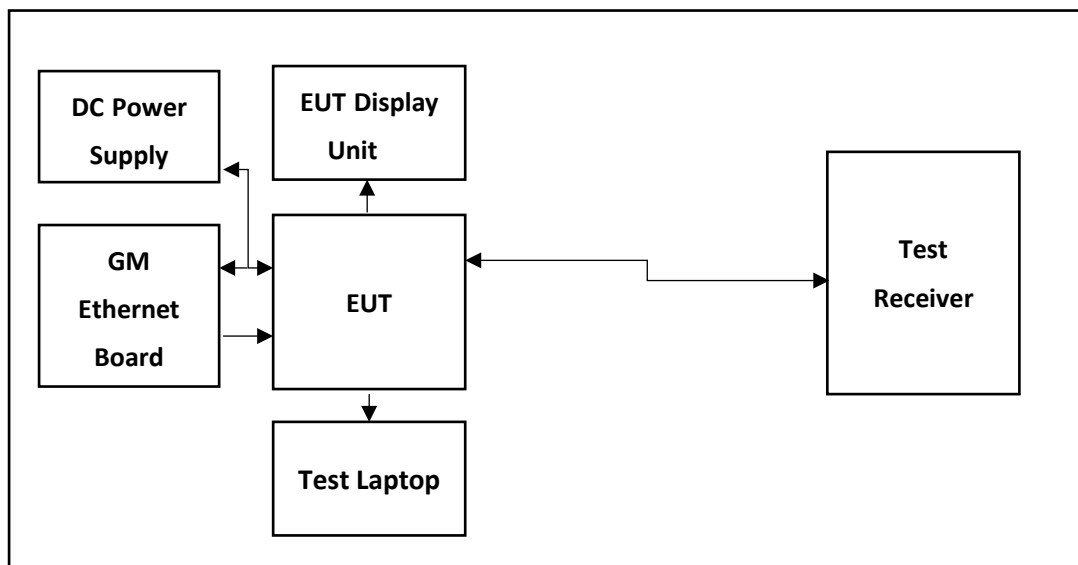 DC Power
Supply
EUT Display
Unit
GM
Ethernet
Board
EUT
Test
Receiver
Test Laptop